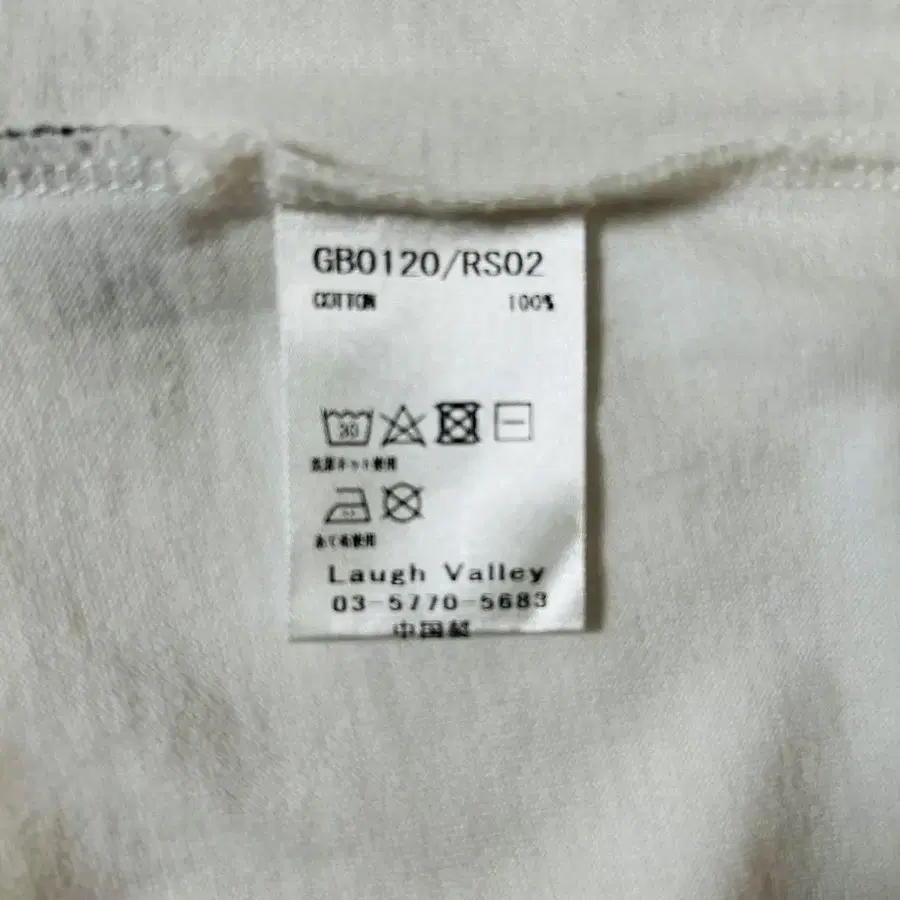 GB0120/RS02
COTTON 100%
30
洗濯ネット使用
あて布使用
Laugh Valley
03-5770-5683
中国製